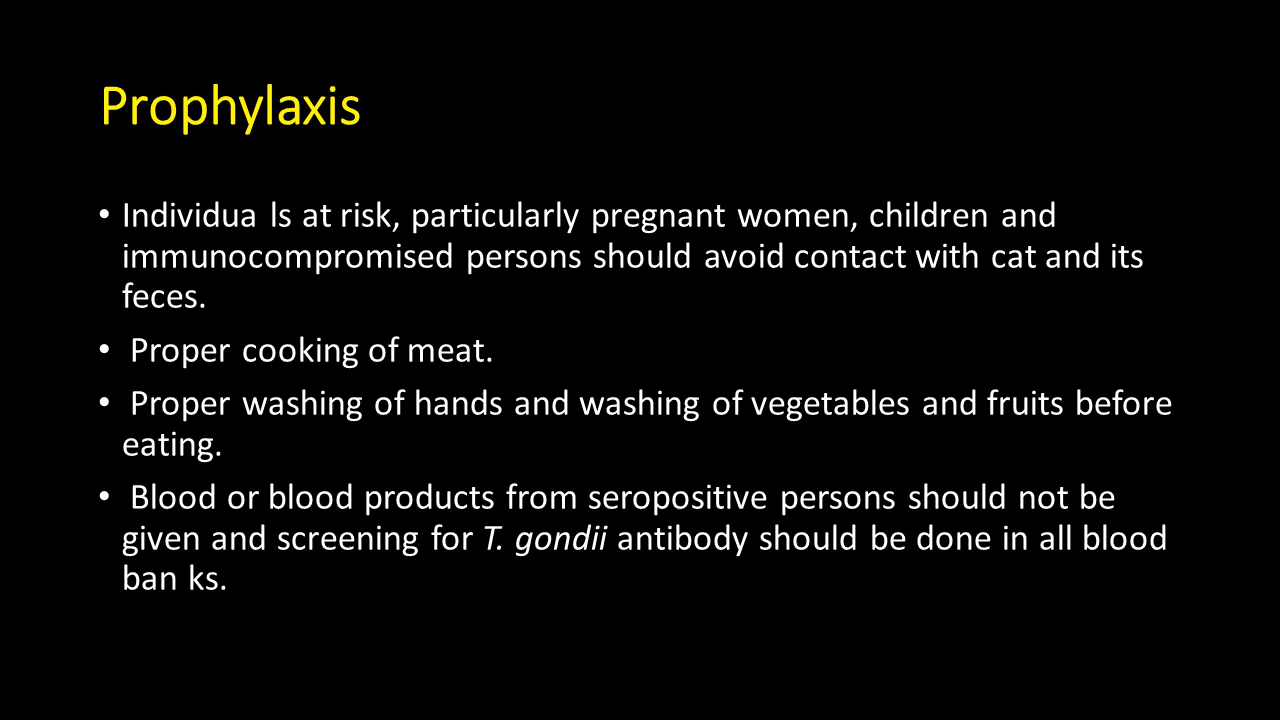 Prophylaxis
• Individua ls at risk, particularly pregnant women, children and
immunocompromised persons should avoid contact with cat and its
feces.
• Proper cooking of meat.
• Proper washing of hands and washing of vegetables and fruits before
eating.
• Blood or blood products from seropositive persons should not be
given and screening for T. gondii antibody should be done in all blood
ban ks.